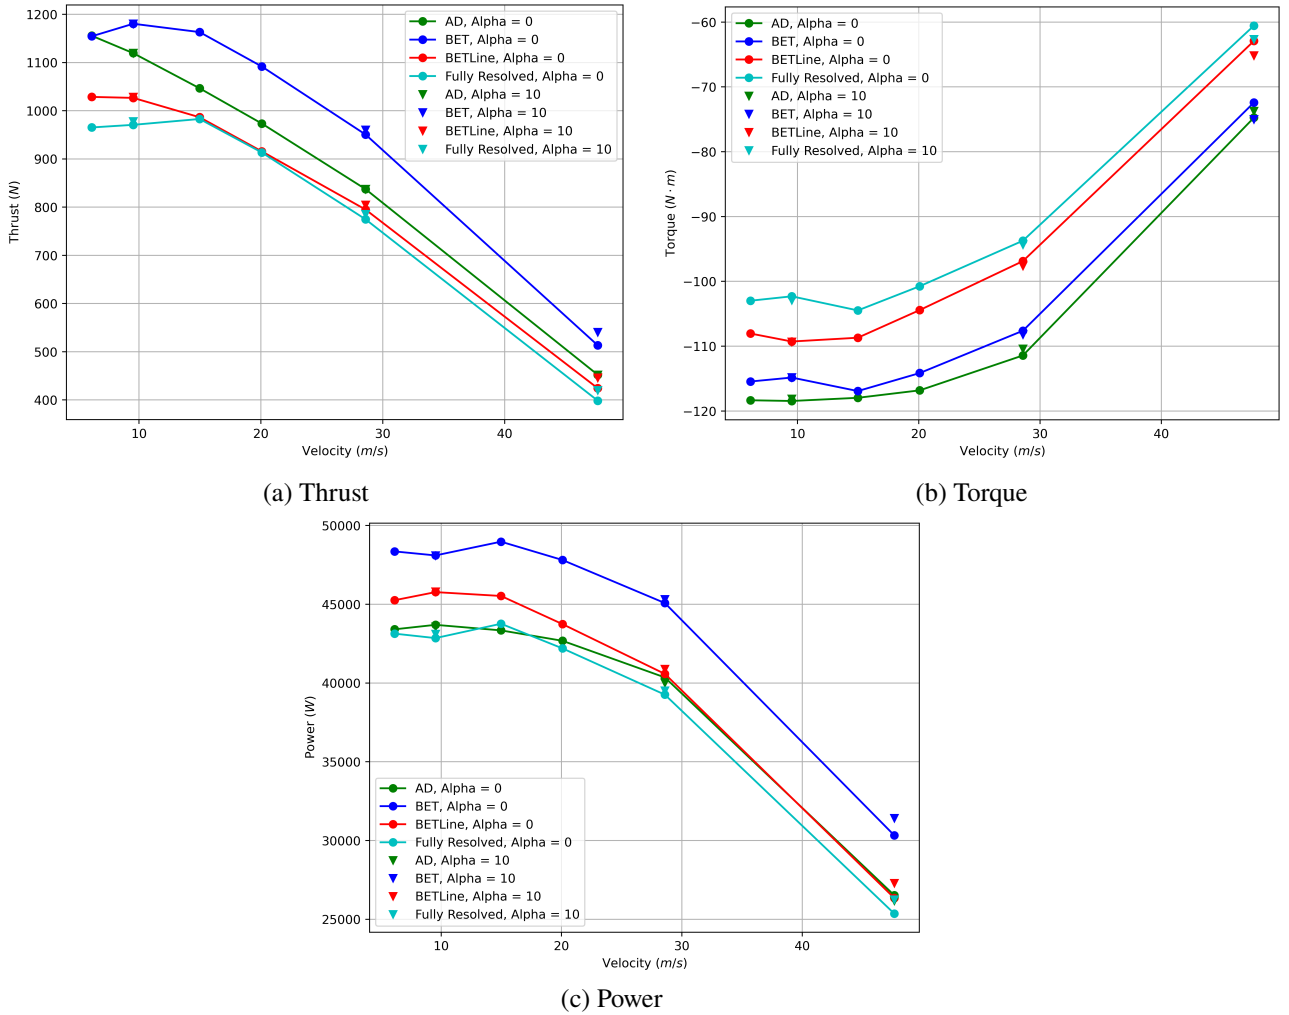 1200
1100
1000
900
800
700
600
500
400
Thrust (N)
10
20
30
40
Velocity (m/s)
AD, Alpha = 0
BET, Alpha = 0
BETLine, Alpha = 0
Fully Resolved, Alpha = 0
AD, Alpha = 10
BET, Alpha = 10
BETLine, Alpha = 10
Fully Resolved, Alpha = 10
(a) Thrust
−60
−70
−80
−90
−100
−110
−120
Torque (N · m)
10
20
30
40
Velocity (m/s)
AD, Alpha = 0
BET, Alpha = 0
BETLine, Alpha = 0
Fully Resolved, Alpha = 0
AD, Alpha = 10
BET, Alpha = 10
BETLine, Alpha = 10
Fully Resolved, Alpha = 10
(b) Torque
50000
45000
40000
35000
30000
25000
Power (W)
10
20
30
40
Velocity (m/s)
AD, Alpha = 0
BET, Alpha = 0
BETLine, Alpha = 0
Fully Resolved, Alpha = 0
AD, Alpha = 10
BET, Alpha = 10
BETLine, Alpha = 10
Fully Resolved, Alpha = 10
(c) Power